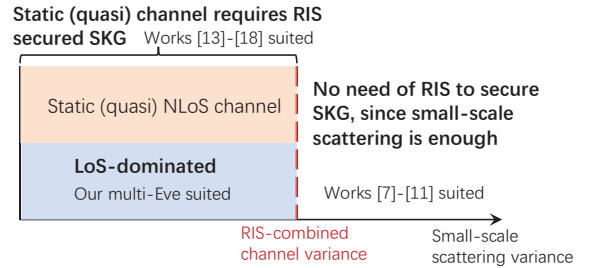 Static (quasi) channel requires RIS
secured SKG
Works [13]-[18] suited
Static (quasi) NLoS channel
No need of RIS to secure
SKG, since small-scale
scattering is enough
LoS-dominated
Our multi-Eve suited
Works [7]-[11] suited
RIS-combined
channel variance
Small-scale
scattering variance